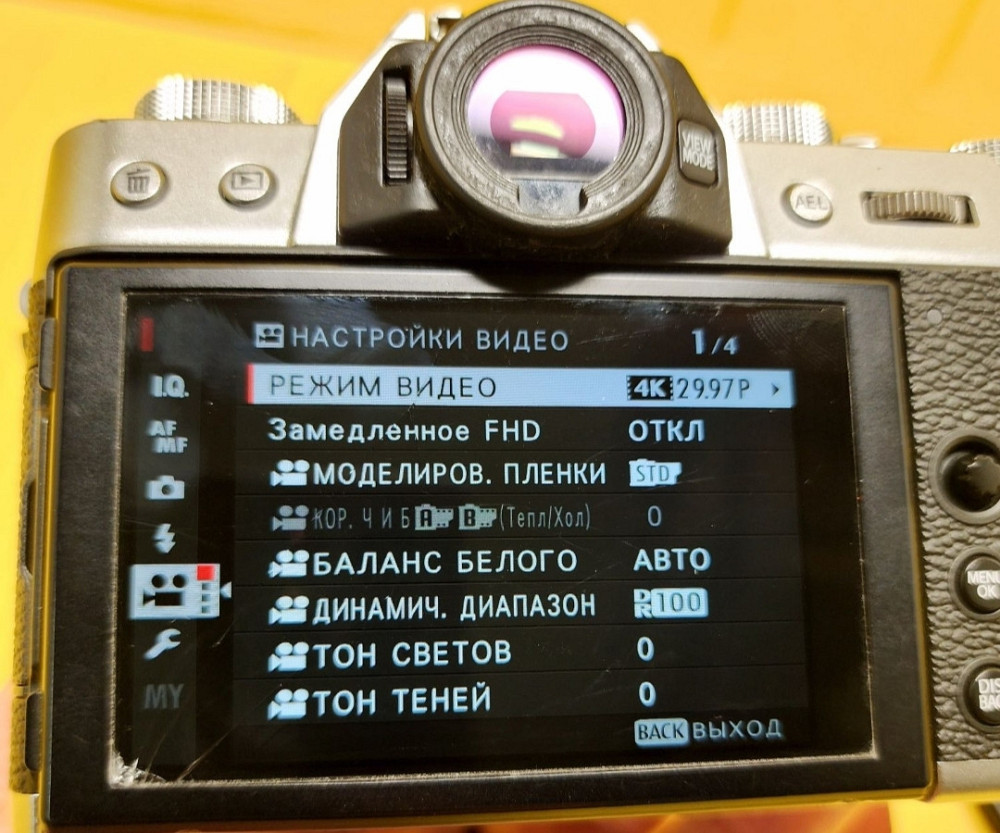 VIEW MODE
AEL
НАСТРОЙКИ ВИДЕО 1/4
РЕЖИМ ВИДЕО 4K 29.97P
I.Q.
Замедленное FHD ОТКЛ
AF MF
МОДЕЛИРОВ. ПЛЕНКИ STD
КОР. Ч И Б A B (Тепл/Хол) 0
БАЛАНС БЕЛОГО АВТО
MENU OK
ДИНАМИЧ. ДИАПАЗОН DR 100
ТОН СВЕТОВ 0
MY
ТОН ТЕНЕЙ 0
BACK ВЫХОД